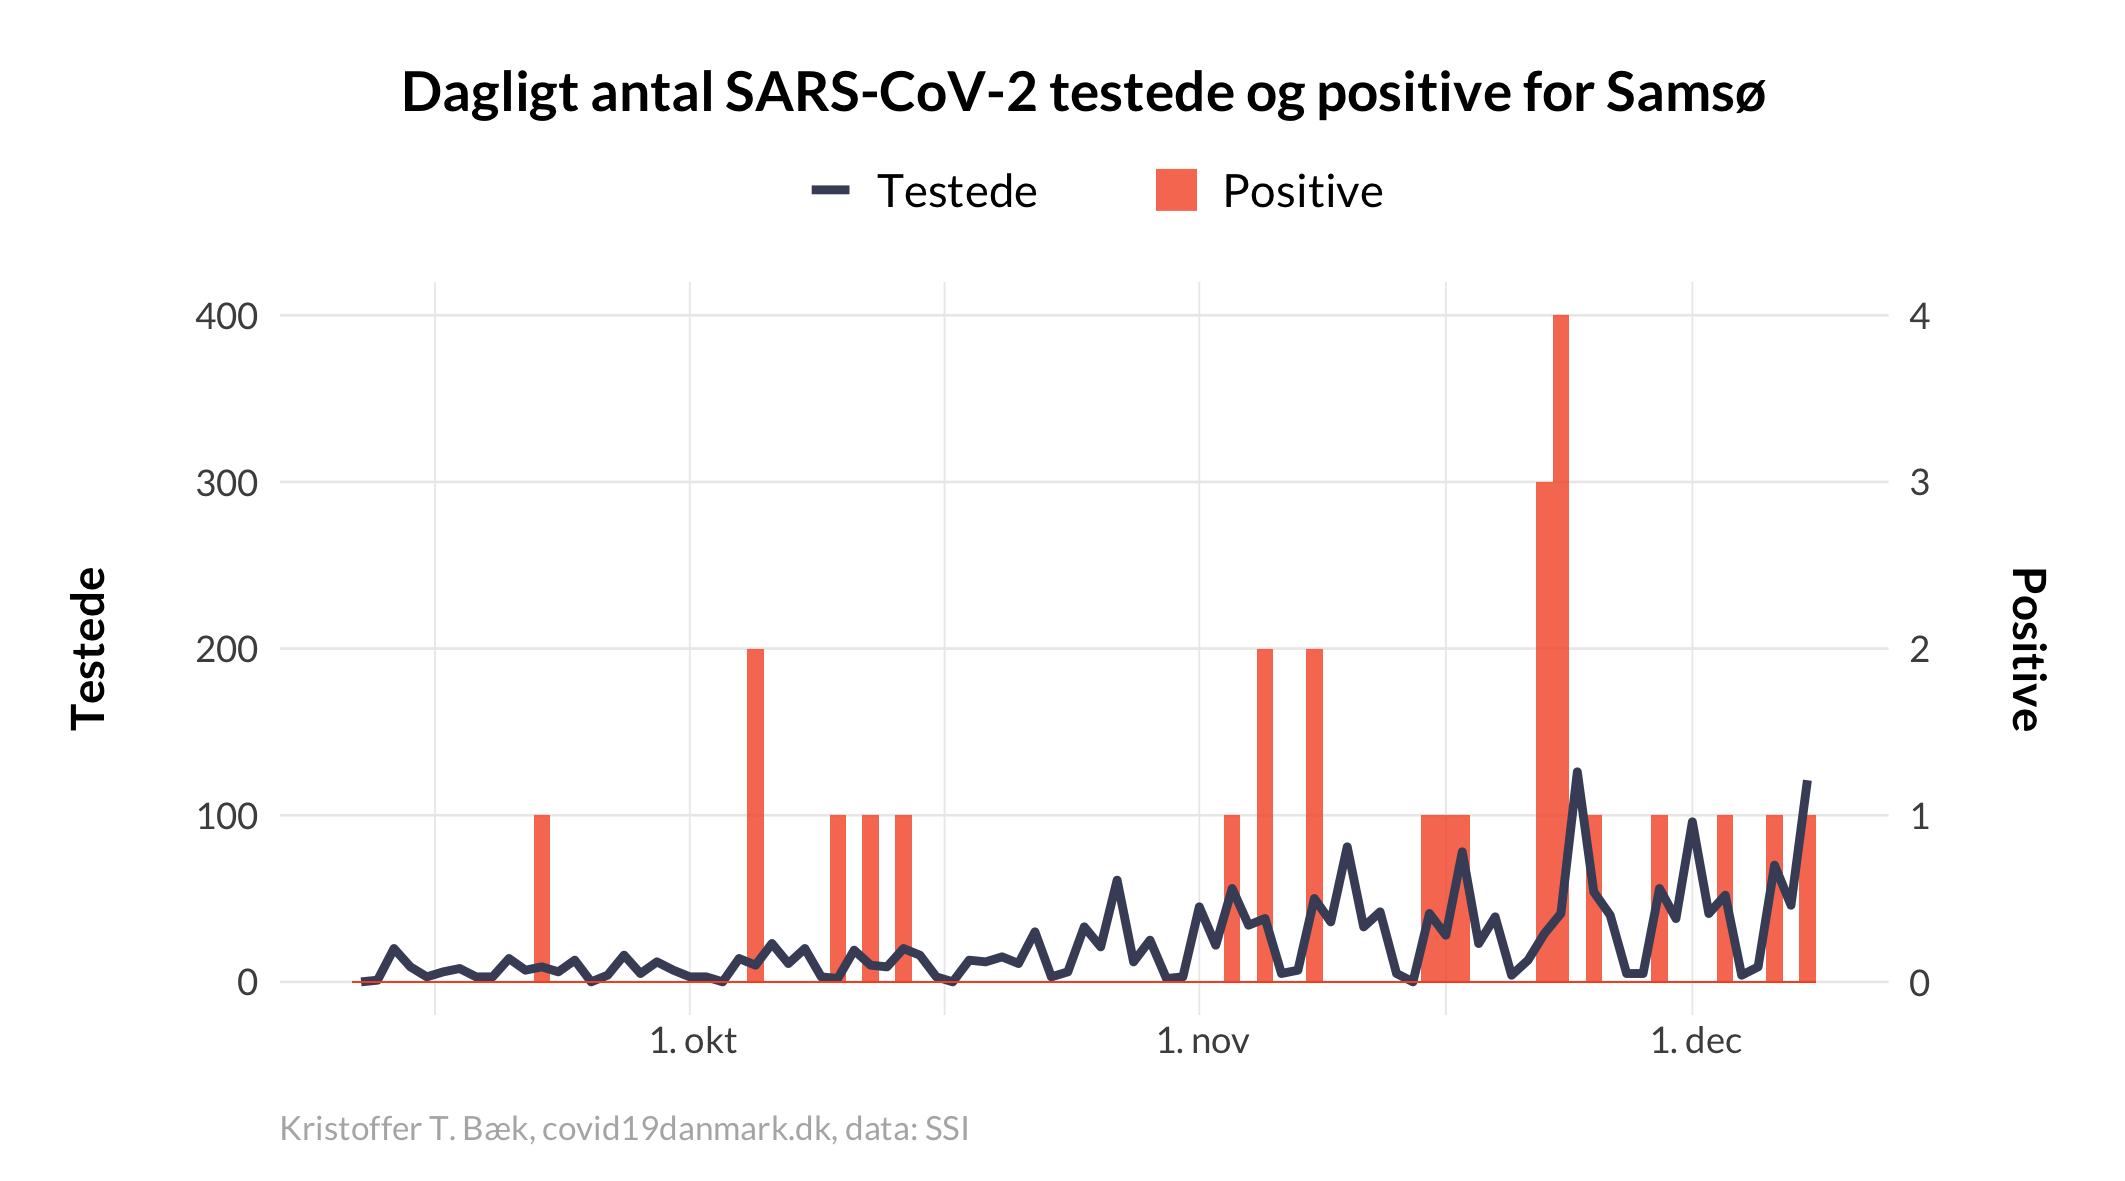 Dagligt antal SARS-CoV-2 testede og positive for Samsø
Testede
Positive
400
300
200
100
0
4
3
2
1
0
Testede
Positive
1. okt
1. nov
1. dec
Kristoffer T. Bæk, covid19danmark.dk, data: SSI